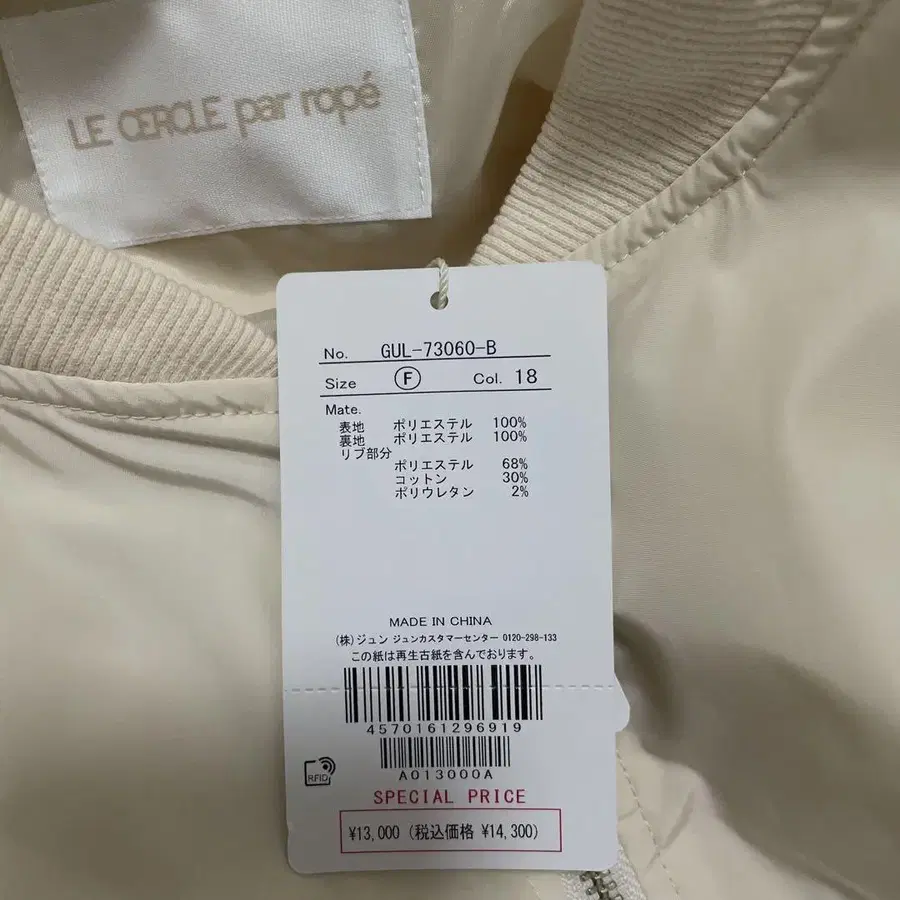 LE CERCLE par ropé
No. GUL-73060-B
Size F Col. 18
Mate.
表地 ポリエステル 100%
裏地 ポリエステル 100%
リブ部分
ポリエステル 68%
コットン 30%
ポリウレタン 2%
MADE IN CHINA
(株)ジュン ジュンカスタマーセンター 0120-298-133
この紙は再生古紙を含んでおります。
4570161296919
A013000A
RFID
SPECIAL PRICE
¥13,000 (税込価格 ¥14,300)